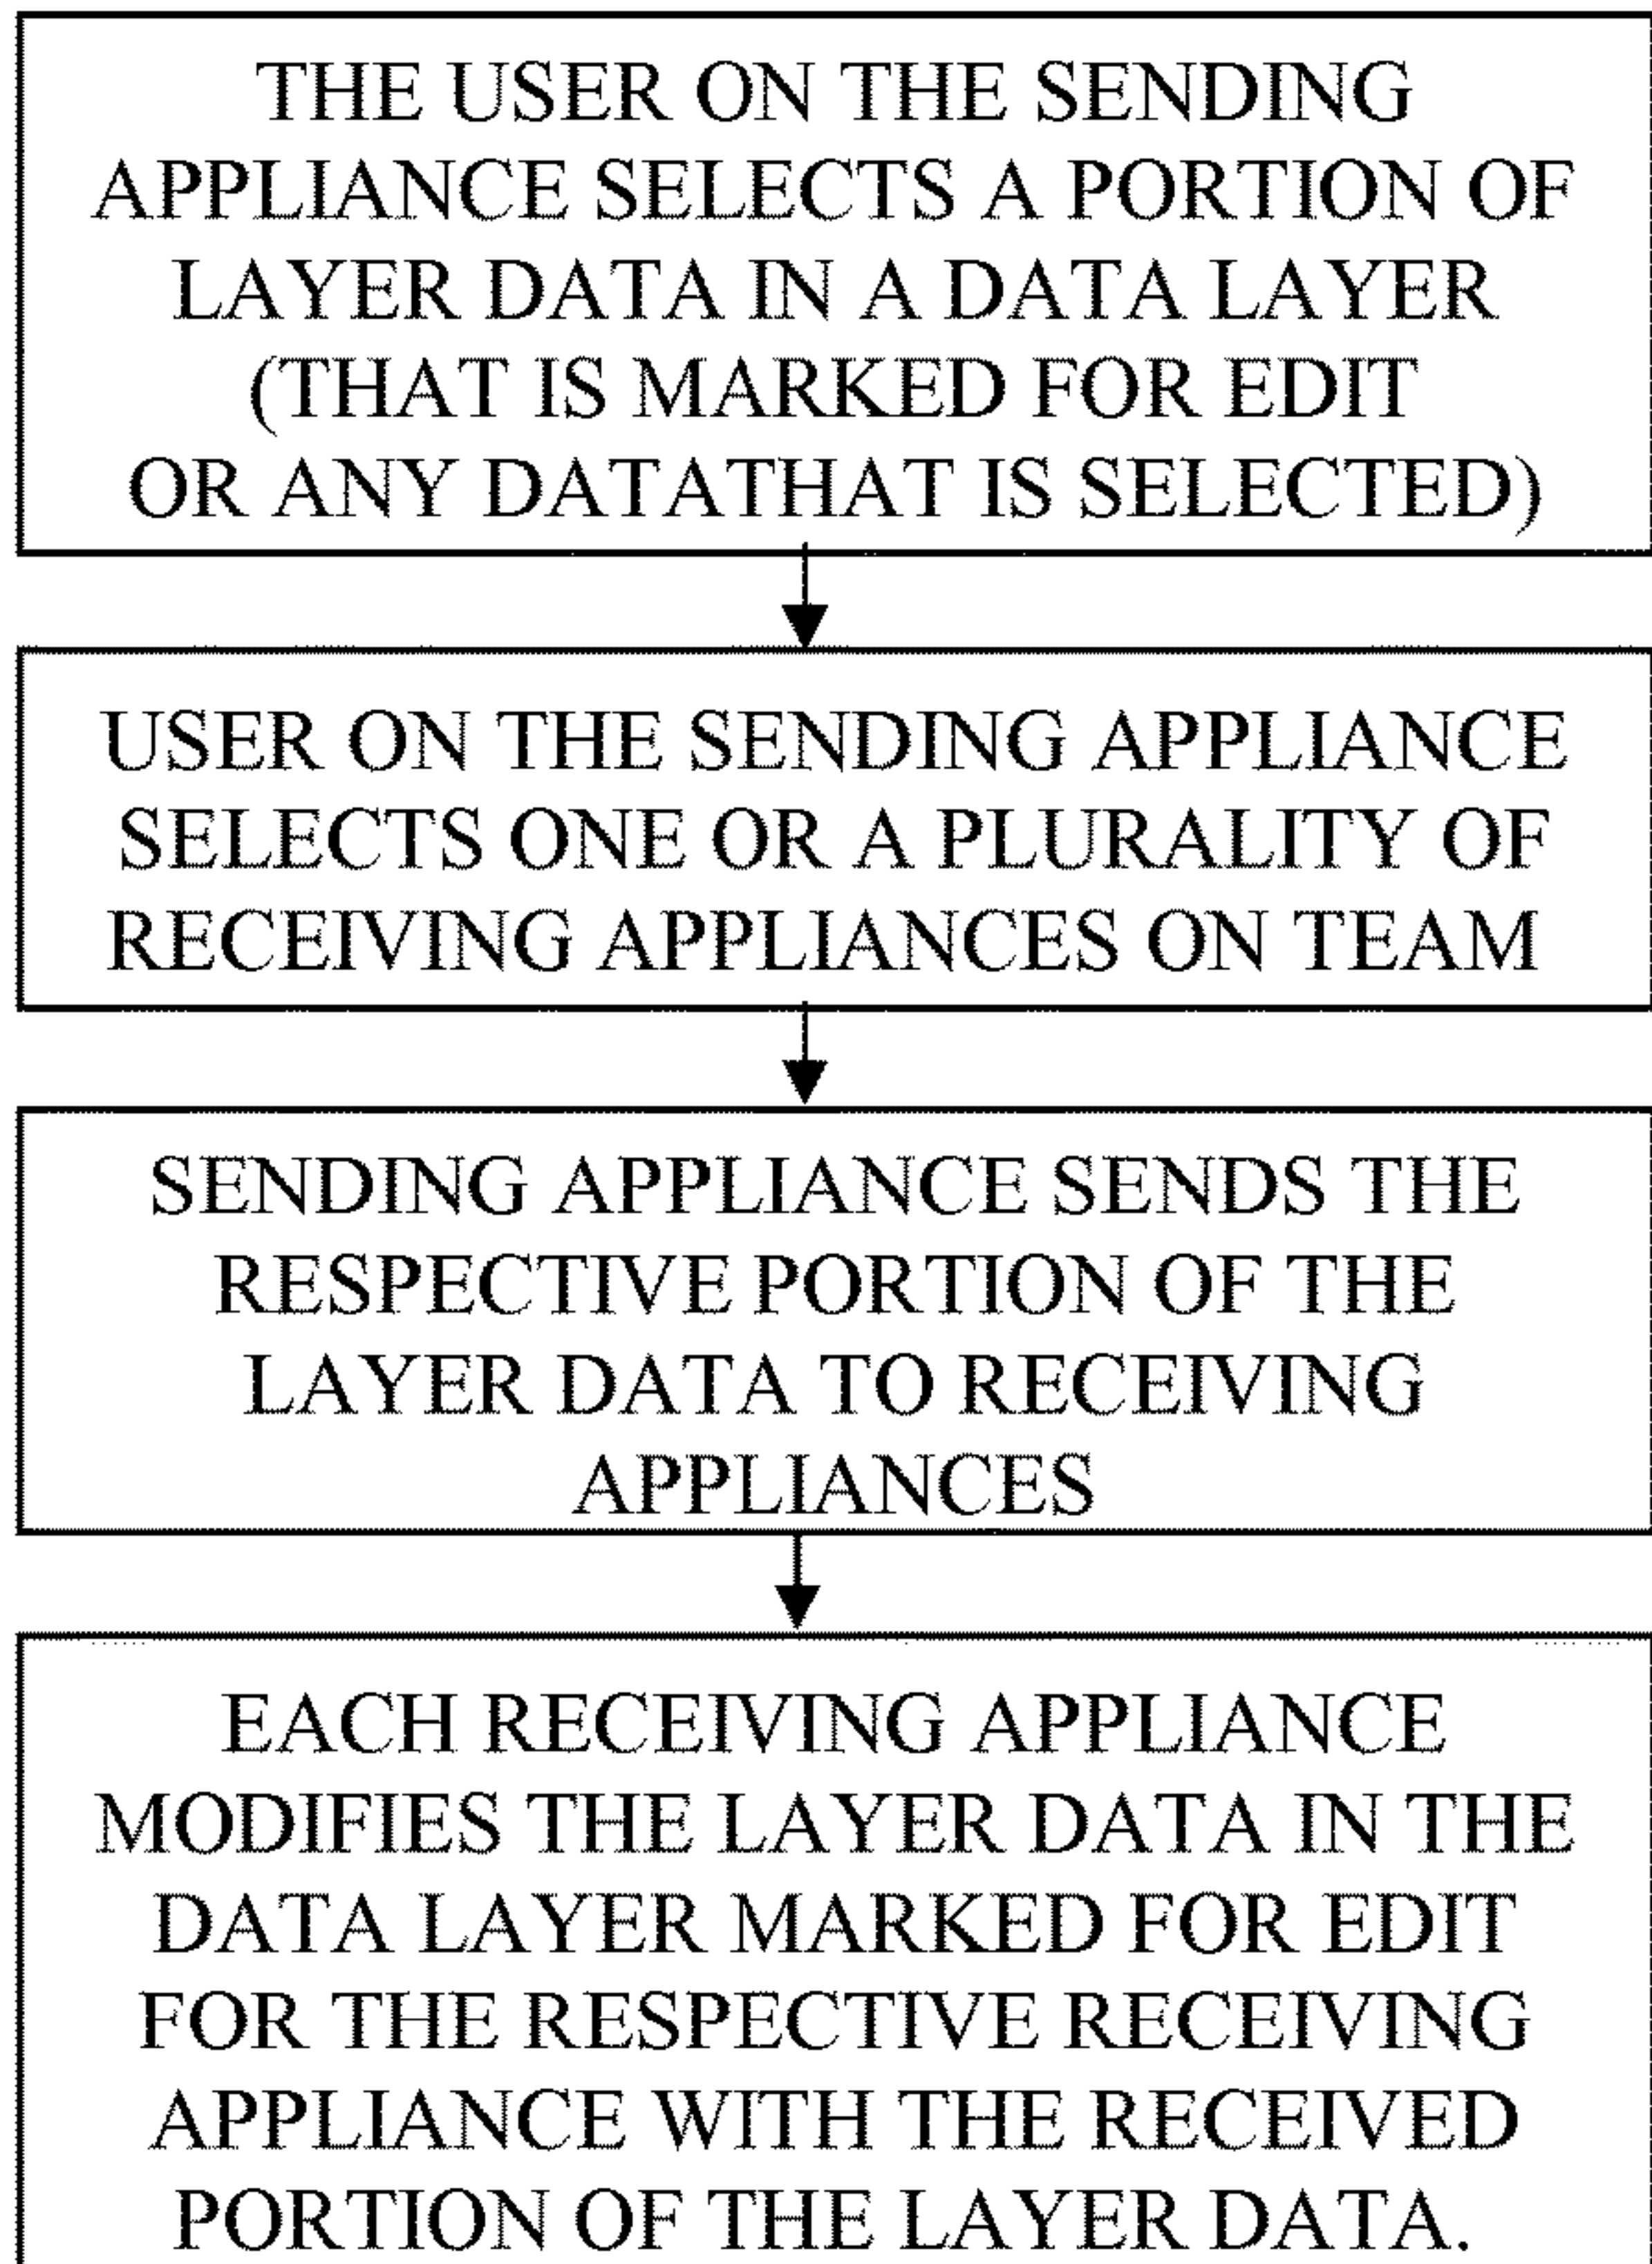 THE USER ON THE SENDING
APPLIANCE SELECTS A PORTION OF
LAYER DATA IN A DATA LAYER
(THAT IS MARKED FOR EDIT
OR ANY DATATHAT IS SELECTED)
USER ON THE SENDING APPLIANCE
SELECTS ONE OR A PLURALITY OF
RECEIVING APPLIANCES ON TEAM
SENDING APPLIANCE SENDS THE
RESPECTIVE PORTION OF THE
LAYER DATA TO RECEIVING
APPLIANCES
EACH RECEIVING APPLIANCE
MODIFIES THE LAYER DATA IN THE
DATA LAYER MARKED FOR EDIT
FOR THE RESPECTIVE RECEIVING
APPLIANCE WITH THE RECEIVED
PORTION OF THE LAYER DATA.